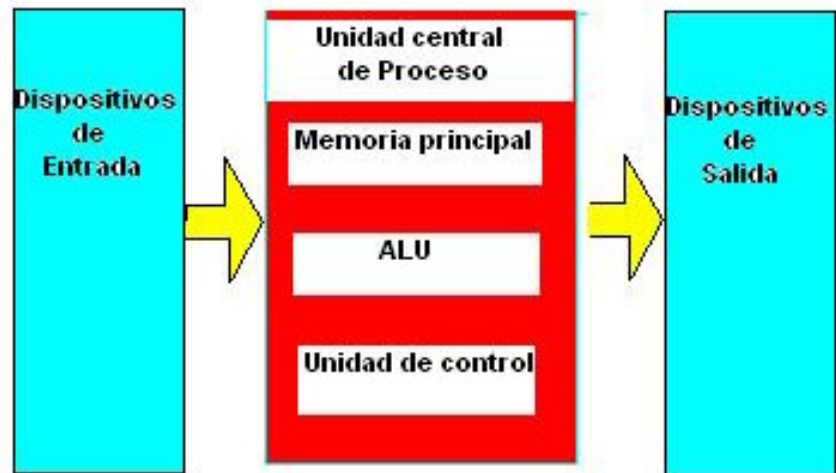 Dispositivos
de
Entrada
Unidad central
de Proceso
Memoria principal
ALU
Unidad de control
Dispositivos
de
Salida